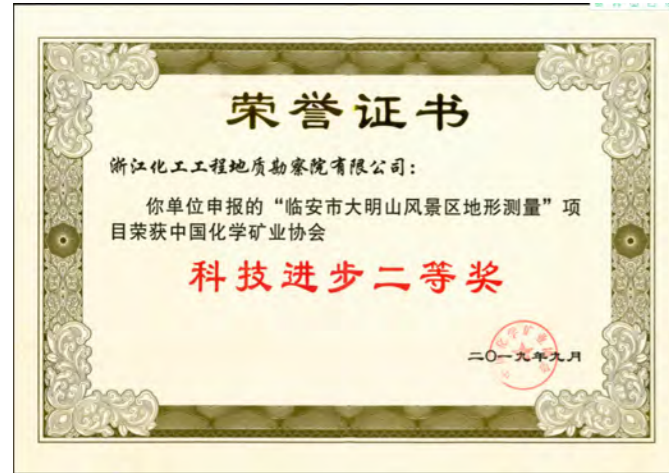 荣誉证书
浙江化工工程地质勘察院有限公司：
你单位申报的“临安市大明山风景区地形测量”项
目荣获中国化学矿业协会
科技进步二等奖
二〇一九年九月